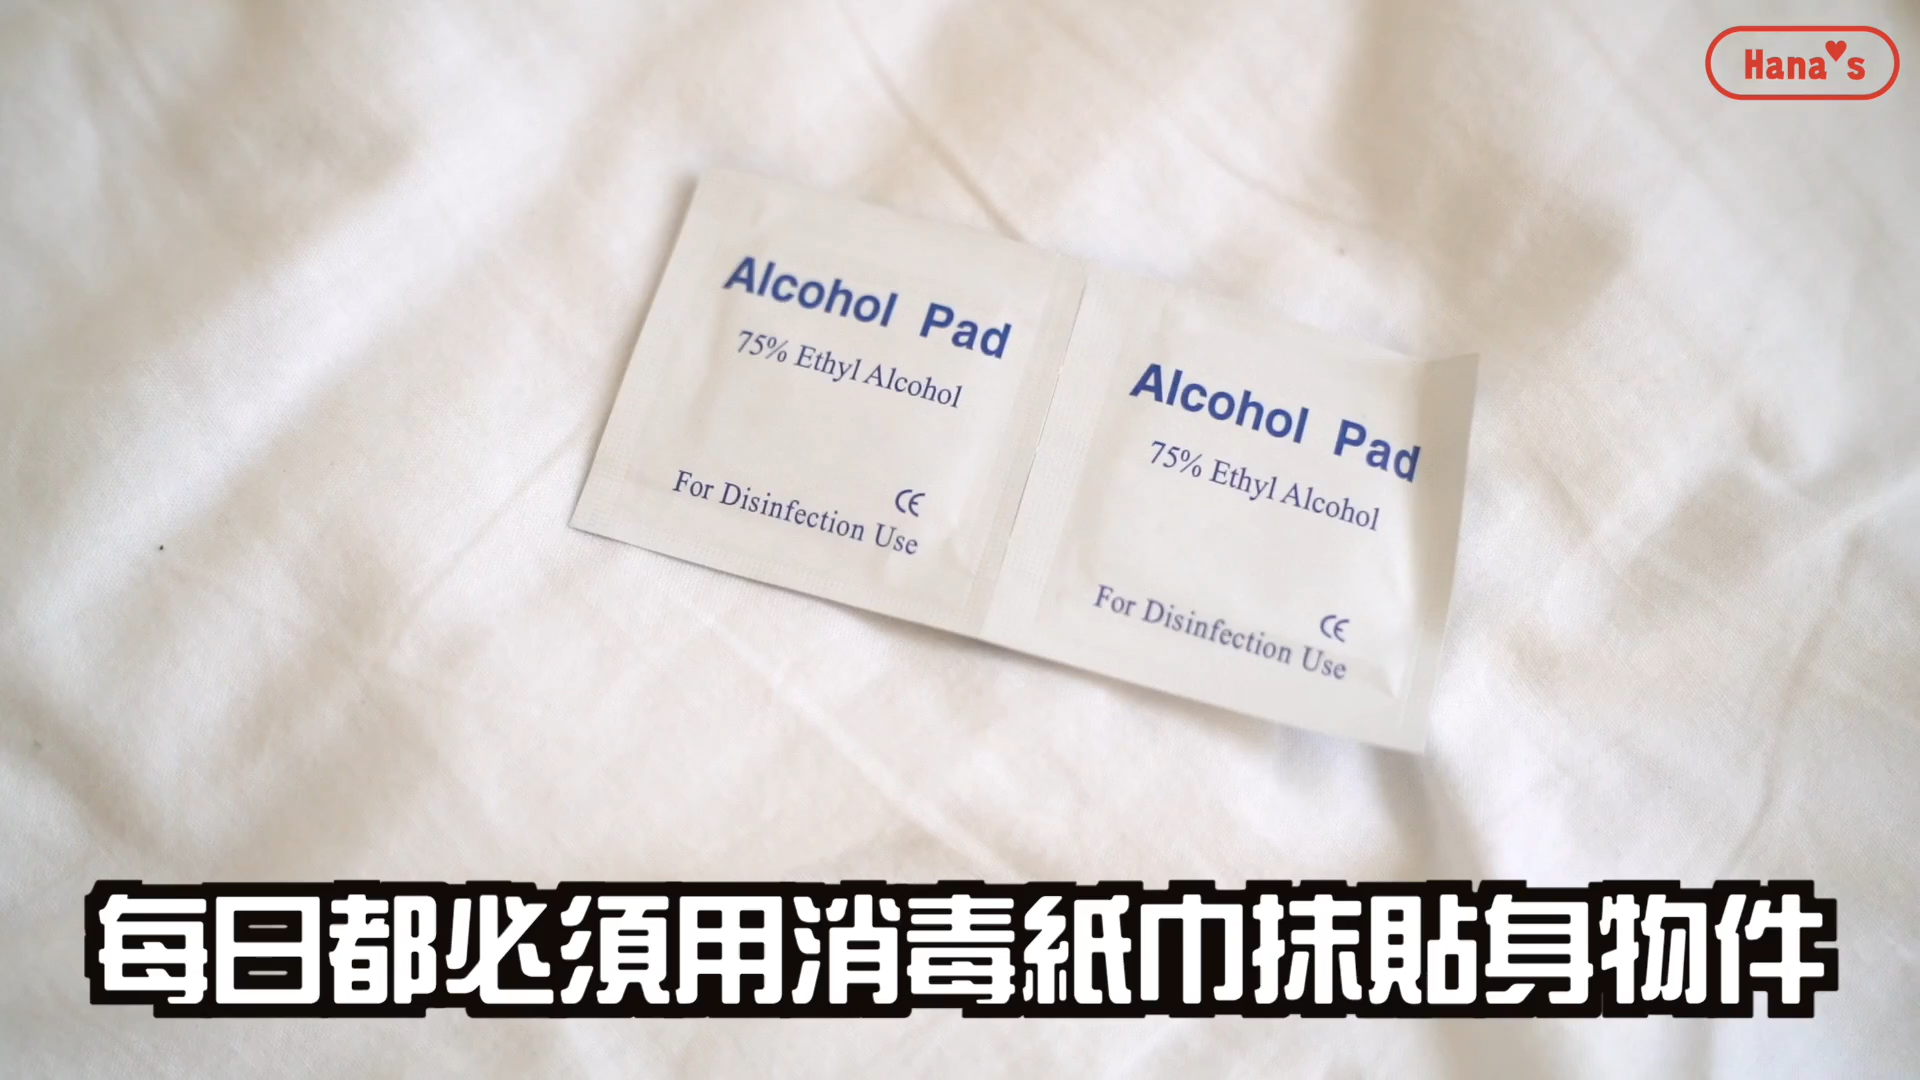 Hana's
Alcohol Pad
75% Ethyl Alcohol
CE
For Disinfection Use
Alcohol Pad
75% Ethyl Alcohol
CE
For Disinfection Use
每日都必須用消毒紙巾抹貼身物件